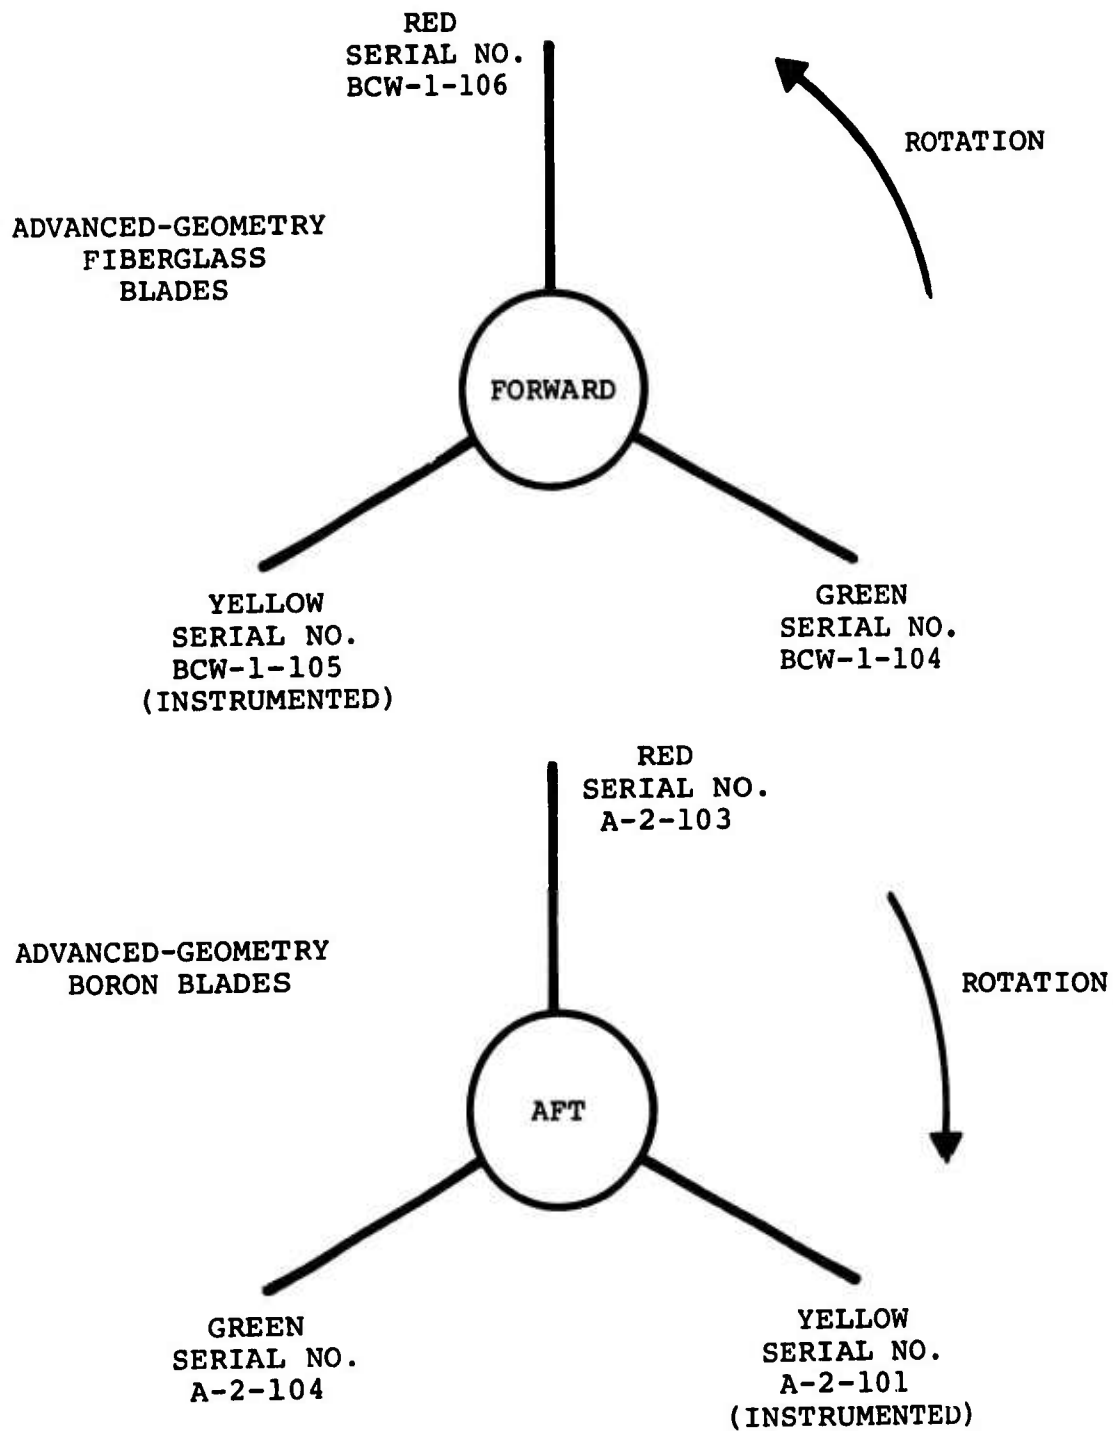 RED
SERIAL NO.
BCW-1-106
ROTATION
ADVANCED-GEOMETRY
FIBERGLASS
BLADES
FORWARD
YELLOW
SERIAL NO.
BCW-1-105
(INSTRUMENTED)
GREEN
SERIAL NO.
BCW-1-104
RED
SERIAL NO.
A-2-103
ADVANCED-GEOMETRY
BORON BLADES
ROTATION
AFT
GREEN
SERIAL NO.
A-2-104
YELLOW
SERIAL NO.
A-2-101
(INSTRUMENTED)